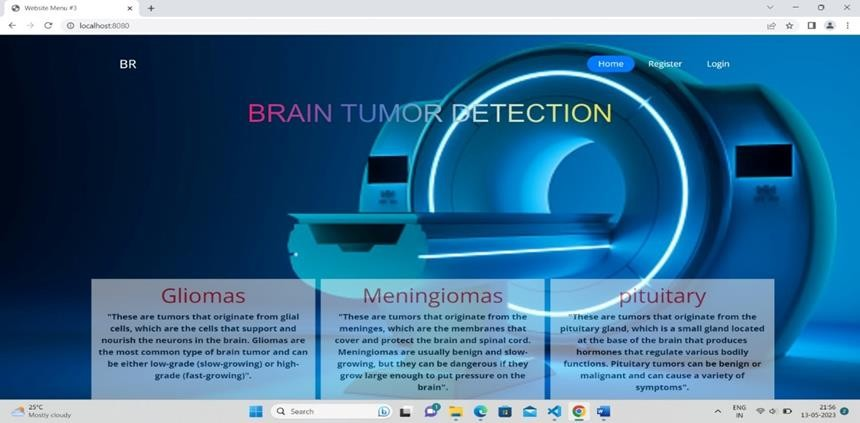 Website Menu #3
localhost:8080
BR
Home
Register
Login
BRAIN TUMOR DETECTION
Gliomas
"These are tumors that originate from glial
cells, which are the cells that support and
nourish the neurons in the brain. Gliomas are
the most common type of brain tumor and can
be either low-grade (slow-growing) or high-
grade (fast-growing)".
Meningiomas
"These are tumors that originate from the
meninges, which are the membranes that
cover and protect the brain and spinal cord.
Meningiomas are usually benign and slow-
growing, but they can be dangerous if they
grow large enough to put pressure on the
brain".
pituitary
"These are tumors that originate from the
pituitary gland, which is a small gland located
at the base of the brain that produces
hormones that regulate various bodily
functions. Pituitary tumors can be benign or
malignant and can cause a variety of
symptoms".
25°C
Mostly cloudy
Search
ENG
IN
21:56
13-05-2023